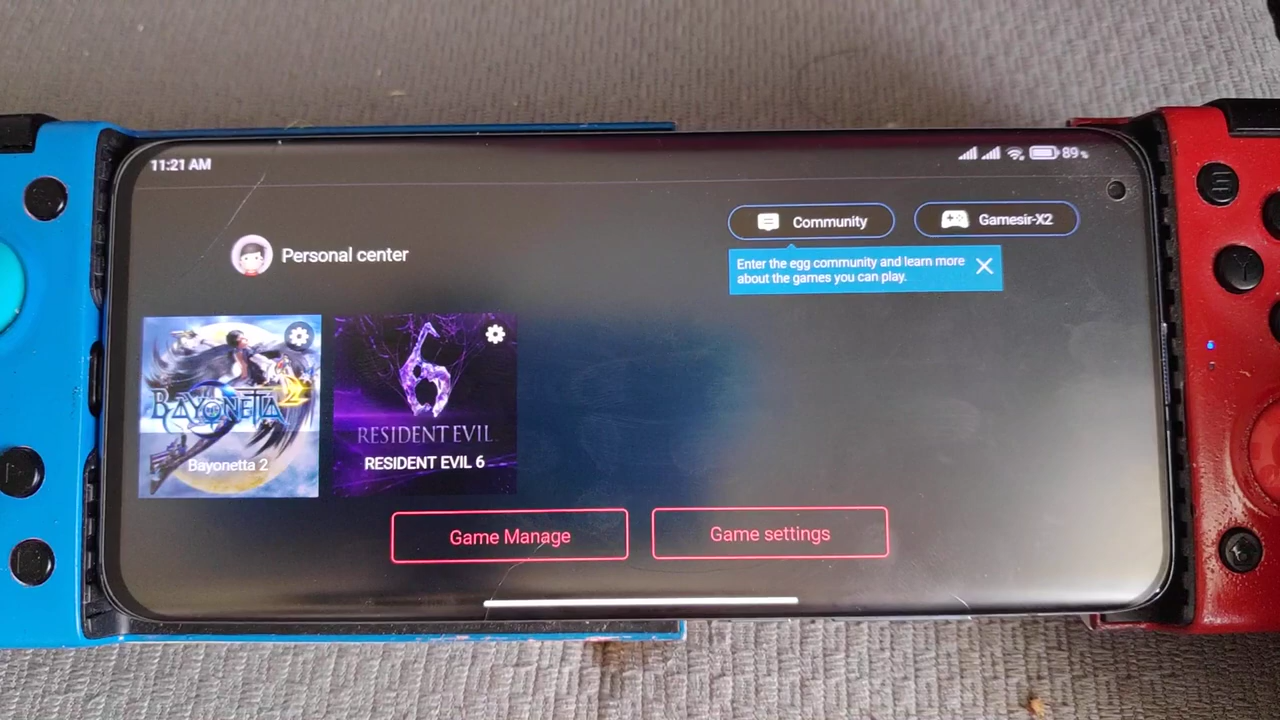 11:21 AM
89%
Community
Gamesir-X2
Personal center
Enter the egg community and learn more
about the games you can play.
BAYONETTA 2
Bayonetta 2
6
RESIDENT EVIL
RESIDENT EVIL 6
Game Manage
Game settings
Y